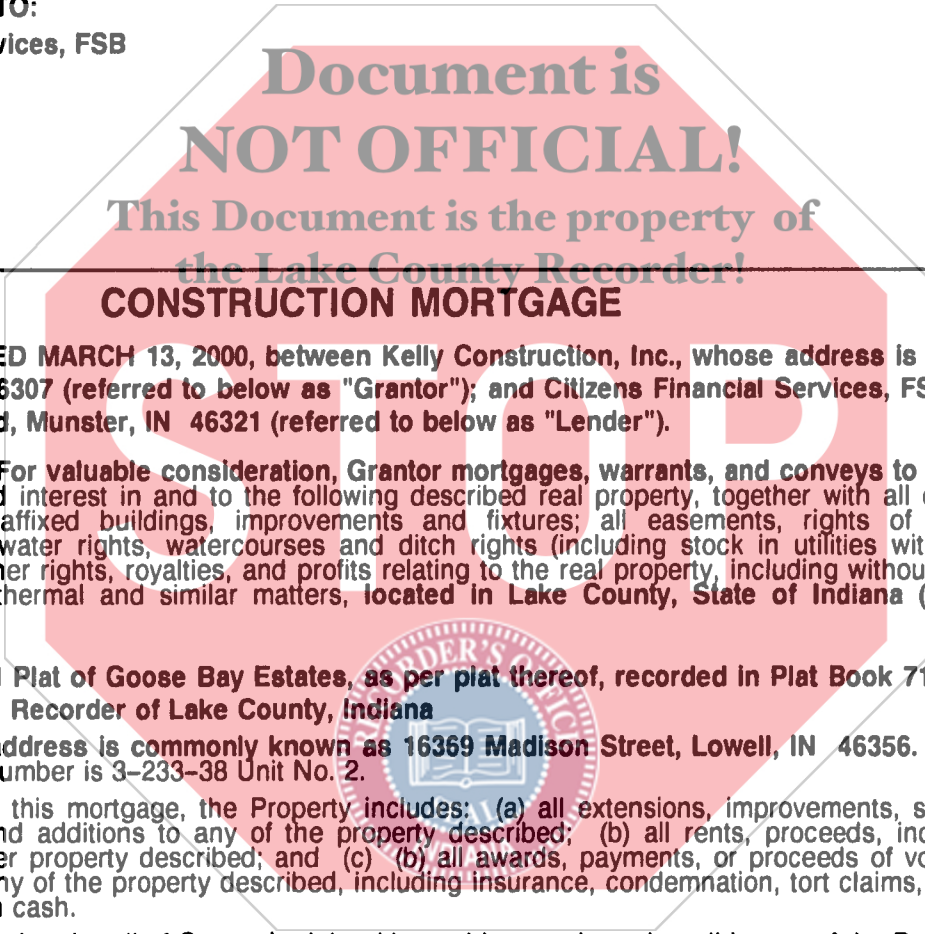 TO:
vices, FSB
Document is
NOT OFFICIAL!
This Document is the property of
the Lake County Recorder!
CONSTRUCTION MORTGAGE
ED MARCH 13, 2000, between Kelly Construction, Inc., whose address is
6307 (referred to below as "Grantor"); and Citizens Financial Services, FS
d, Munster, IN 46321 (referred to below as "Lender").
For valuable consideration, Grantor mortgages, warrants, and conveys to
d interest in and to the following described real property, together with all
affixed buildings, improvements and fixtures; all easements, rights of
water rights, watercourses and ditch rights (including stock in utilities wit
her rights, royalties, and profits relating to the real property, including withou
thermal and similar matters, located in Lake County, State of Indiana (
STOP
Plat of Goose Bay Estates, as per plat thereof, recorded in Plat Book 71
Recorder of Lake County, Indiana
address is commonly known as 16369 Madison Street, Lowell, IN 46356.
umber is 3-233-38 Unit No. 2.
RECORDER'S OFFICE
SEAL
INDIANA
this mortgage, the Property includes: (a) all extensions, improvements, s
nd additions to any of the property described; (b) all rents, proceeds, inc
er property described; and (c) (b) all awards, payments, or proceeds of vo
ny of the property described, including insurance, condemnation, tort claims,
cash.